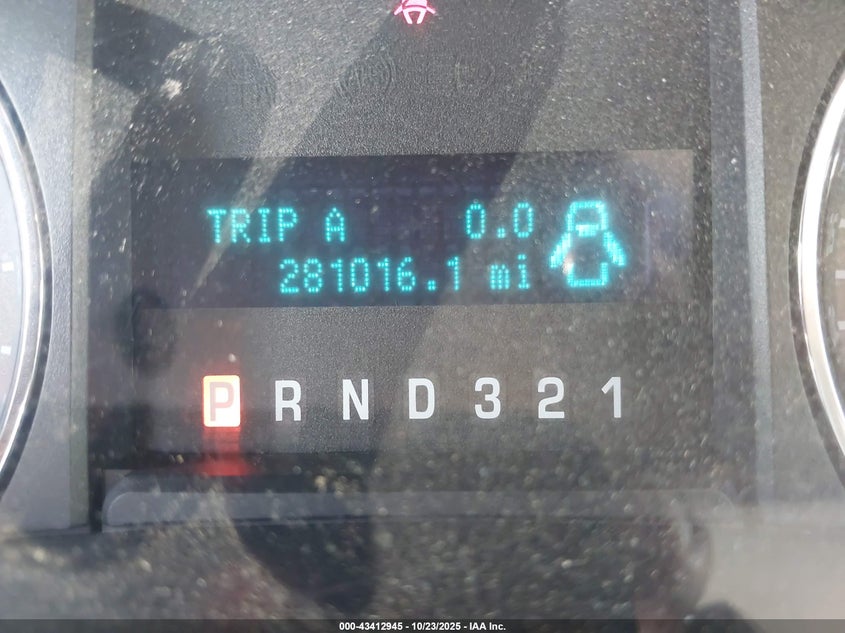 TRIP A 0.0
281016.1 mi
P R N D 3 2 1
000-43412945 - 10/23/2025 - IAA Inc.